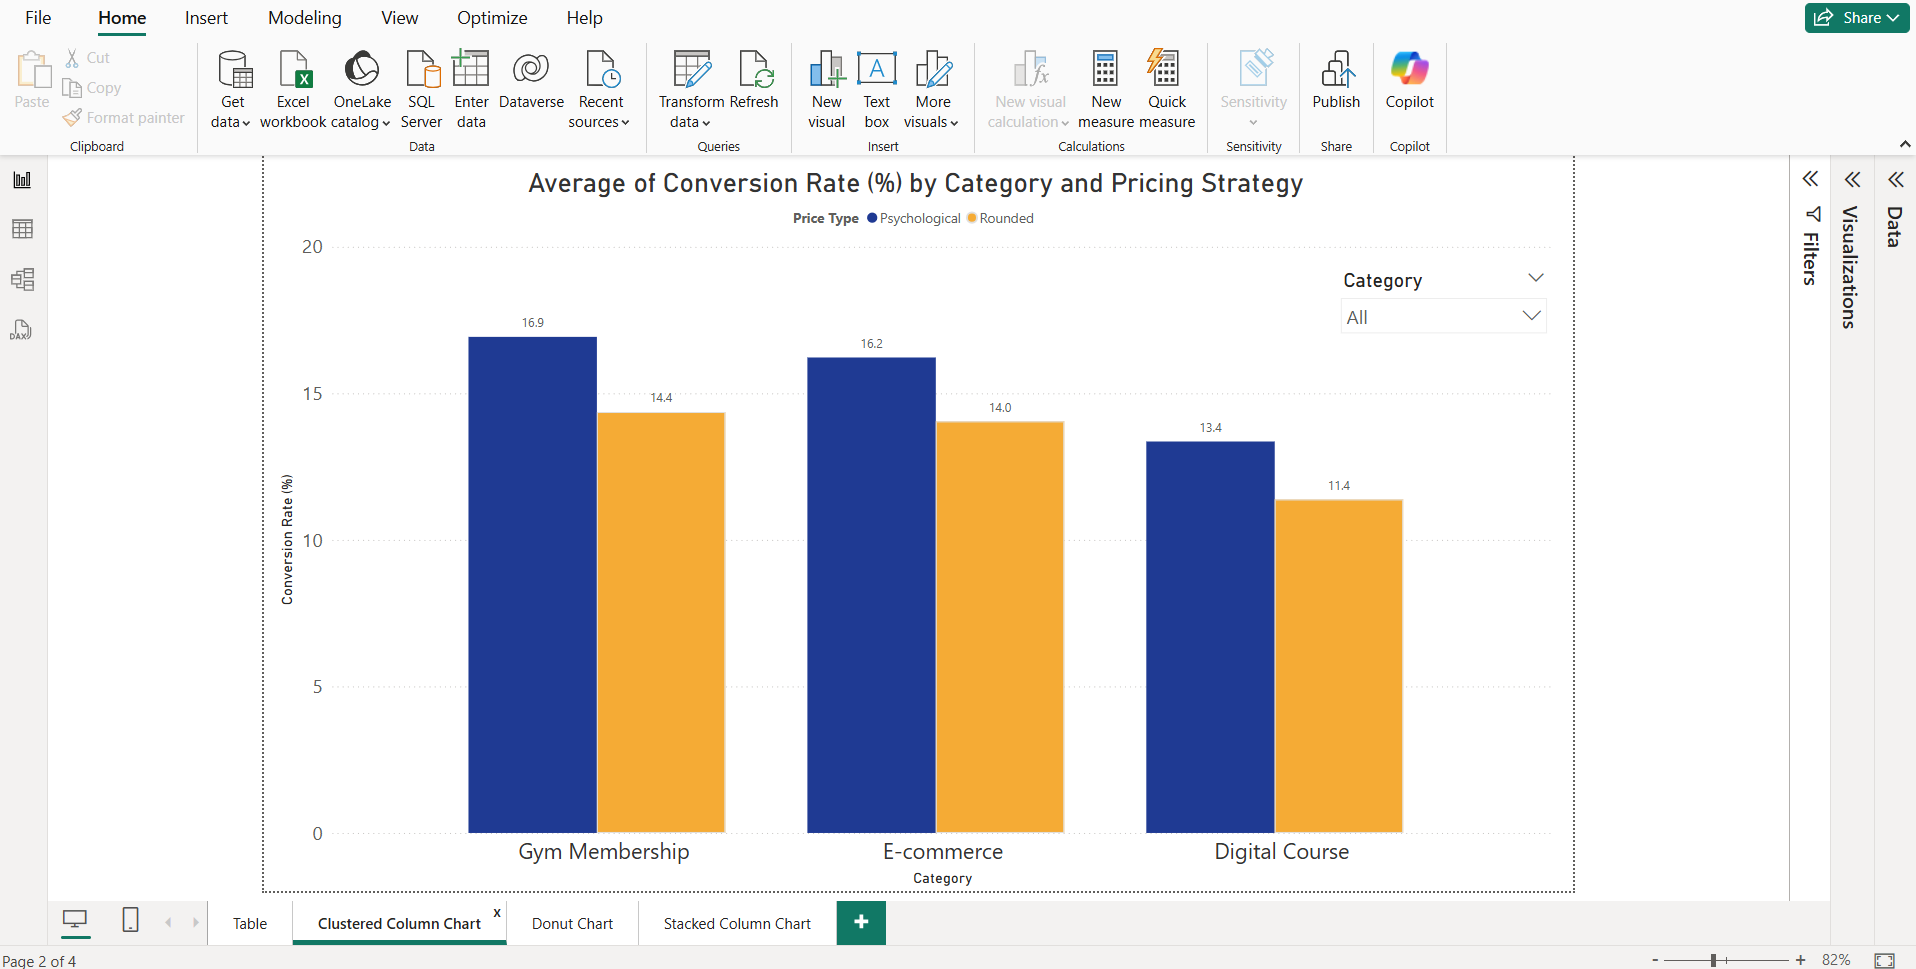 File Home Insert Modeling View Optimize Help Share
Paste
Cut
Copy
Format painter
Get data
Excel workbook
OneLake catalog
SQL Server
Enter data
Dataverse
Recent sources
Transform data
Refresh
New visual
Text box
More visuals
New visual calculation
New measure
Quick measure
Sensitivity
Publish
Copilot
Clipboard Data Queries Insert Calculations Sensitivity Share Copilot
Average of Conversion Rate (%) by Category and Pricing Strategy
Price Type Psychological Rounded
Category
All
20
15
10
5
0
Conversion Rate (%)
16.9
14.4
16.2
14.0
13.4
11.4
Gym Membership E-commerce Digital Course
Category
Filters
Visualizations
Data
DAX
Table Clustered Column Chart x Donut Chart Stacked Column Chart +
Page 2 of 4
- + 82%